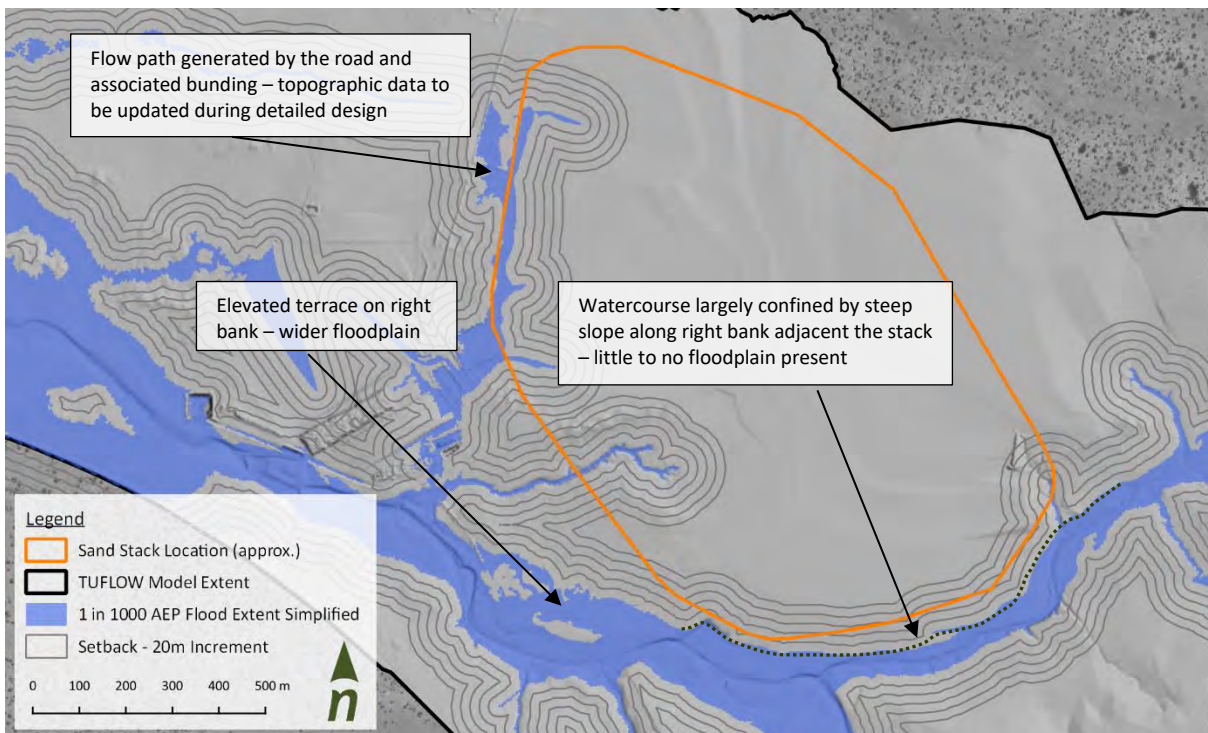 Flow path generated by the road and
associated bunding – topographic data to
be updated during detailed design
Elevated terrace on right
bank – wider floodplain
Watercourse largely confined by steep
slope along right bank adjacent the stack
– little to no floodplain present
Legend
Sand Stack Location (approx.)
TUFLOW Model Extent
1 in 1000 AEP Flood Extent Simplified
Setback - 20m Increment
0 100 200 300 400 500 m
n